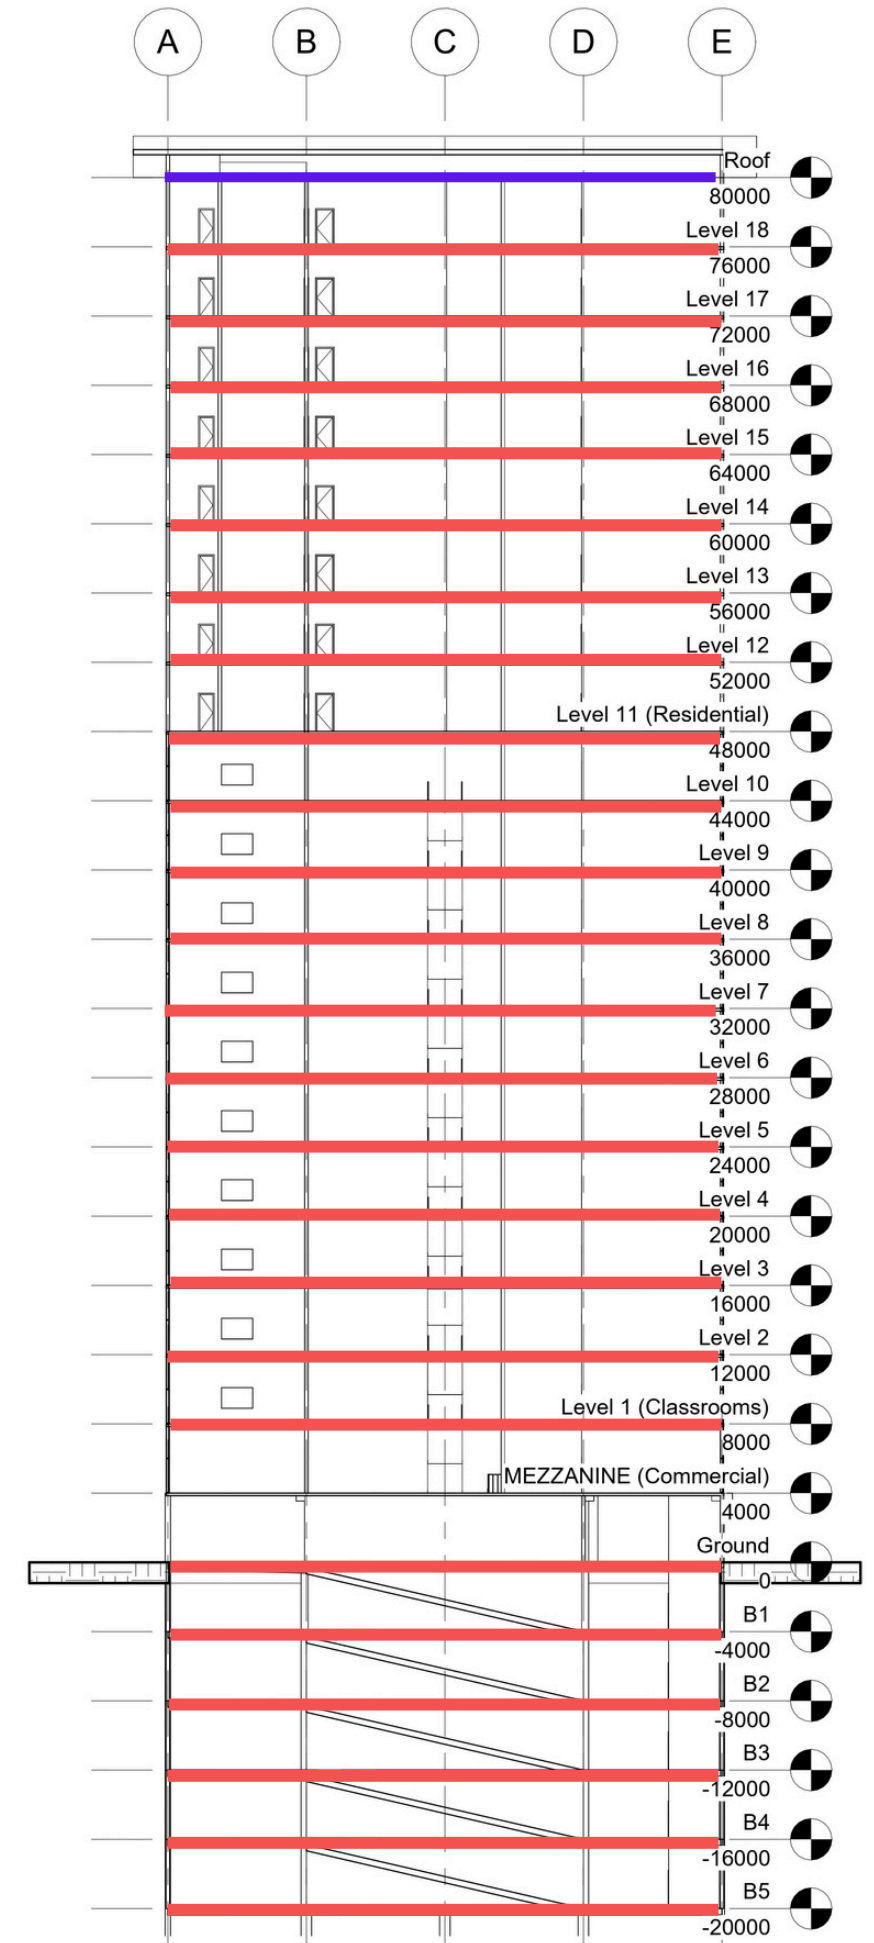 A B C D E
Roof
80000
Level 18
76000
Level 17
72000
Level 16
68000
Level 15
64000
Level 14
60000
Level 13
56000
Level 12
52000
Level 11 (Residential)
48000
Level 10
44000
Level 9
40000
Level 8
36000
Level 7
32000
Level 6
28000
Level 5
24000
Level 4
20000
Level 3
16000
Level 2
12000
Level 1 (Classrooms)
8000
MEZZANINE (Commercial)
4000
Ground
0
B1
-4000
B2
-8000
B3
-12000
B4
-16000
B5
-20000